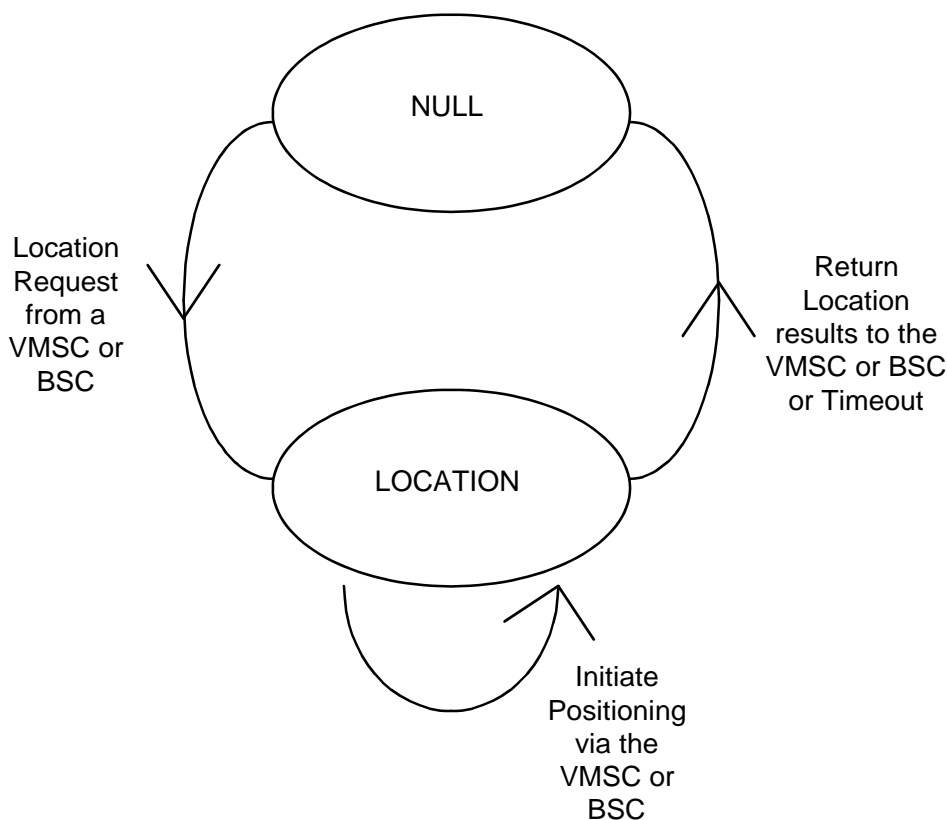 NULL
Location
Request
from a
VMSC or
BSC
Return
Location
results to the
VMSC or BSC
or Timeout
LOCATION
Initiate
Positioning
via the
VMSC or
BSC